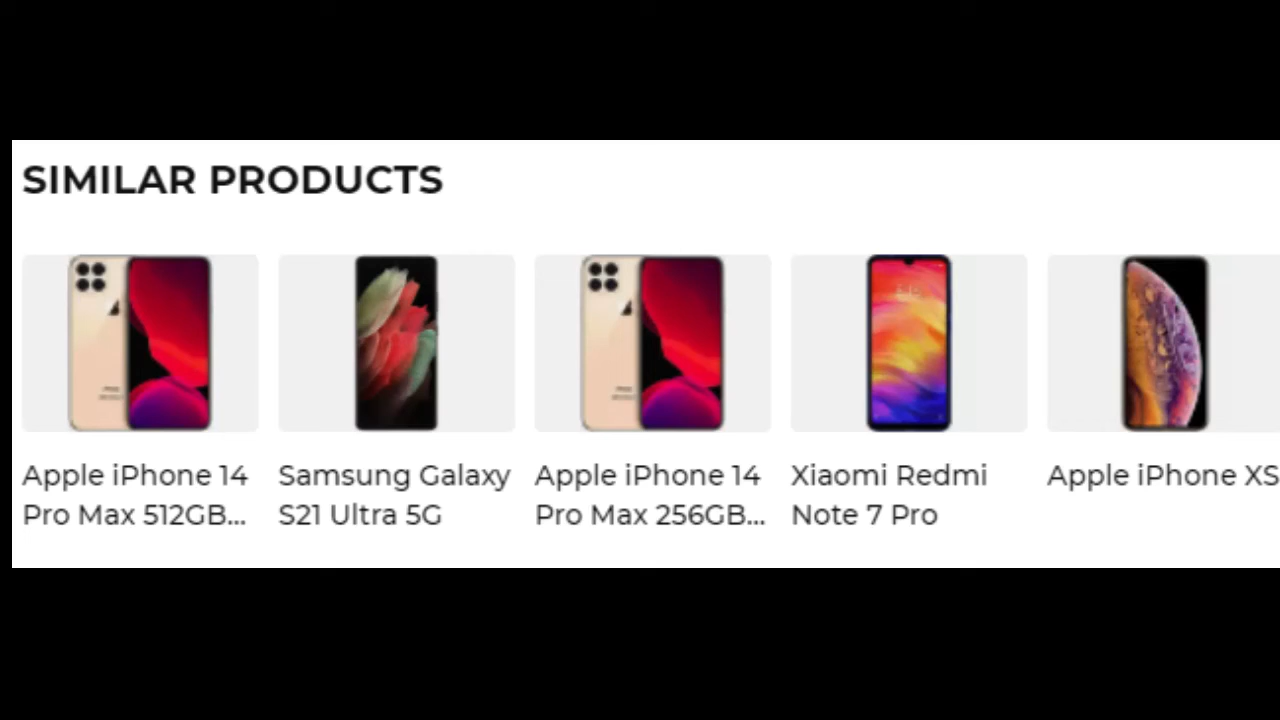 SIMILAR PRODUCTS
Apple iPhone 14
Pro Max 512GB...
Samsung Galaxy
S21 Ultra 5G
Apple iPhone 14
Pro Max 256GB...
Xiaomi Redmi
Note 7 Pro
Apple iPhone XS